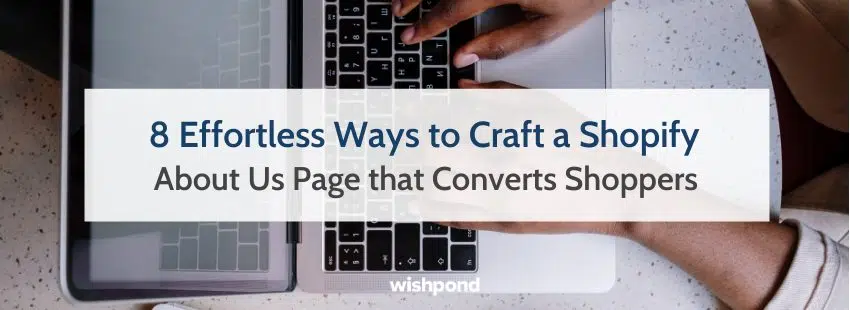 8 Effortless Ways to Craft a Shopify
About Us Page that Converts Shoppers
wishpond